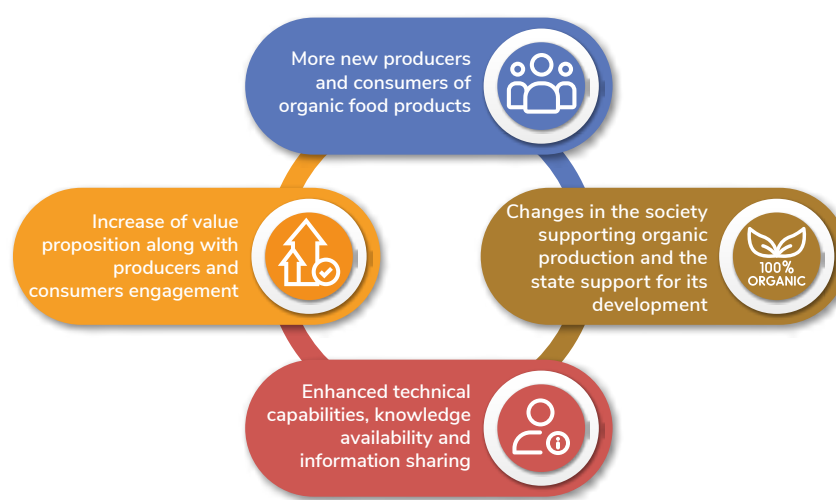 More new producers
and consumers of
organic food products
Increase of value
proposition along with
producers and
consumers engagement
Changes in the society
supporting organic
production and the
state support for its
development
100%
ORGANIC
Enhanced technical
capabilities, knowledge
availability and
information sharing